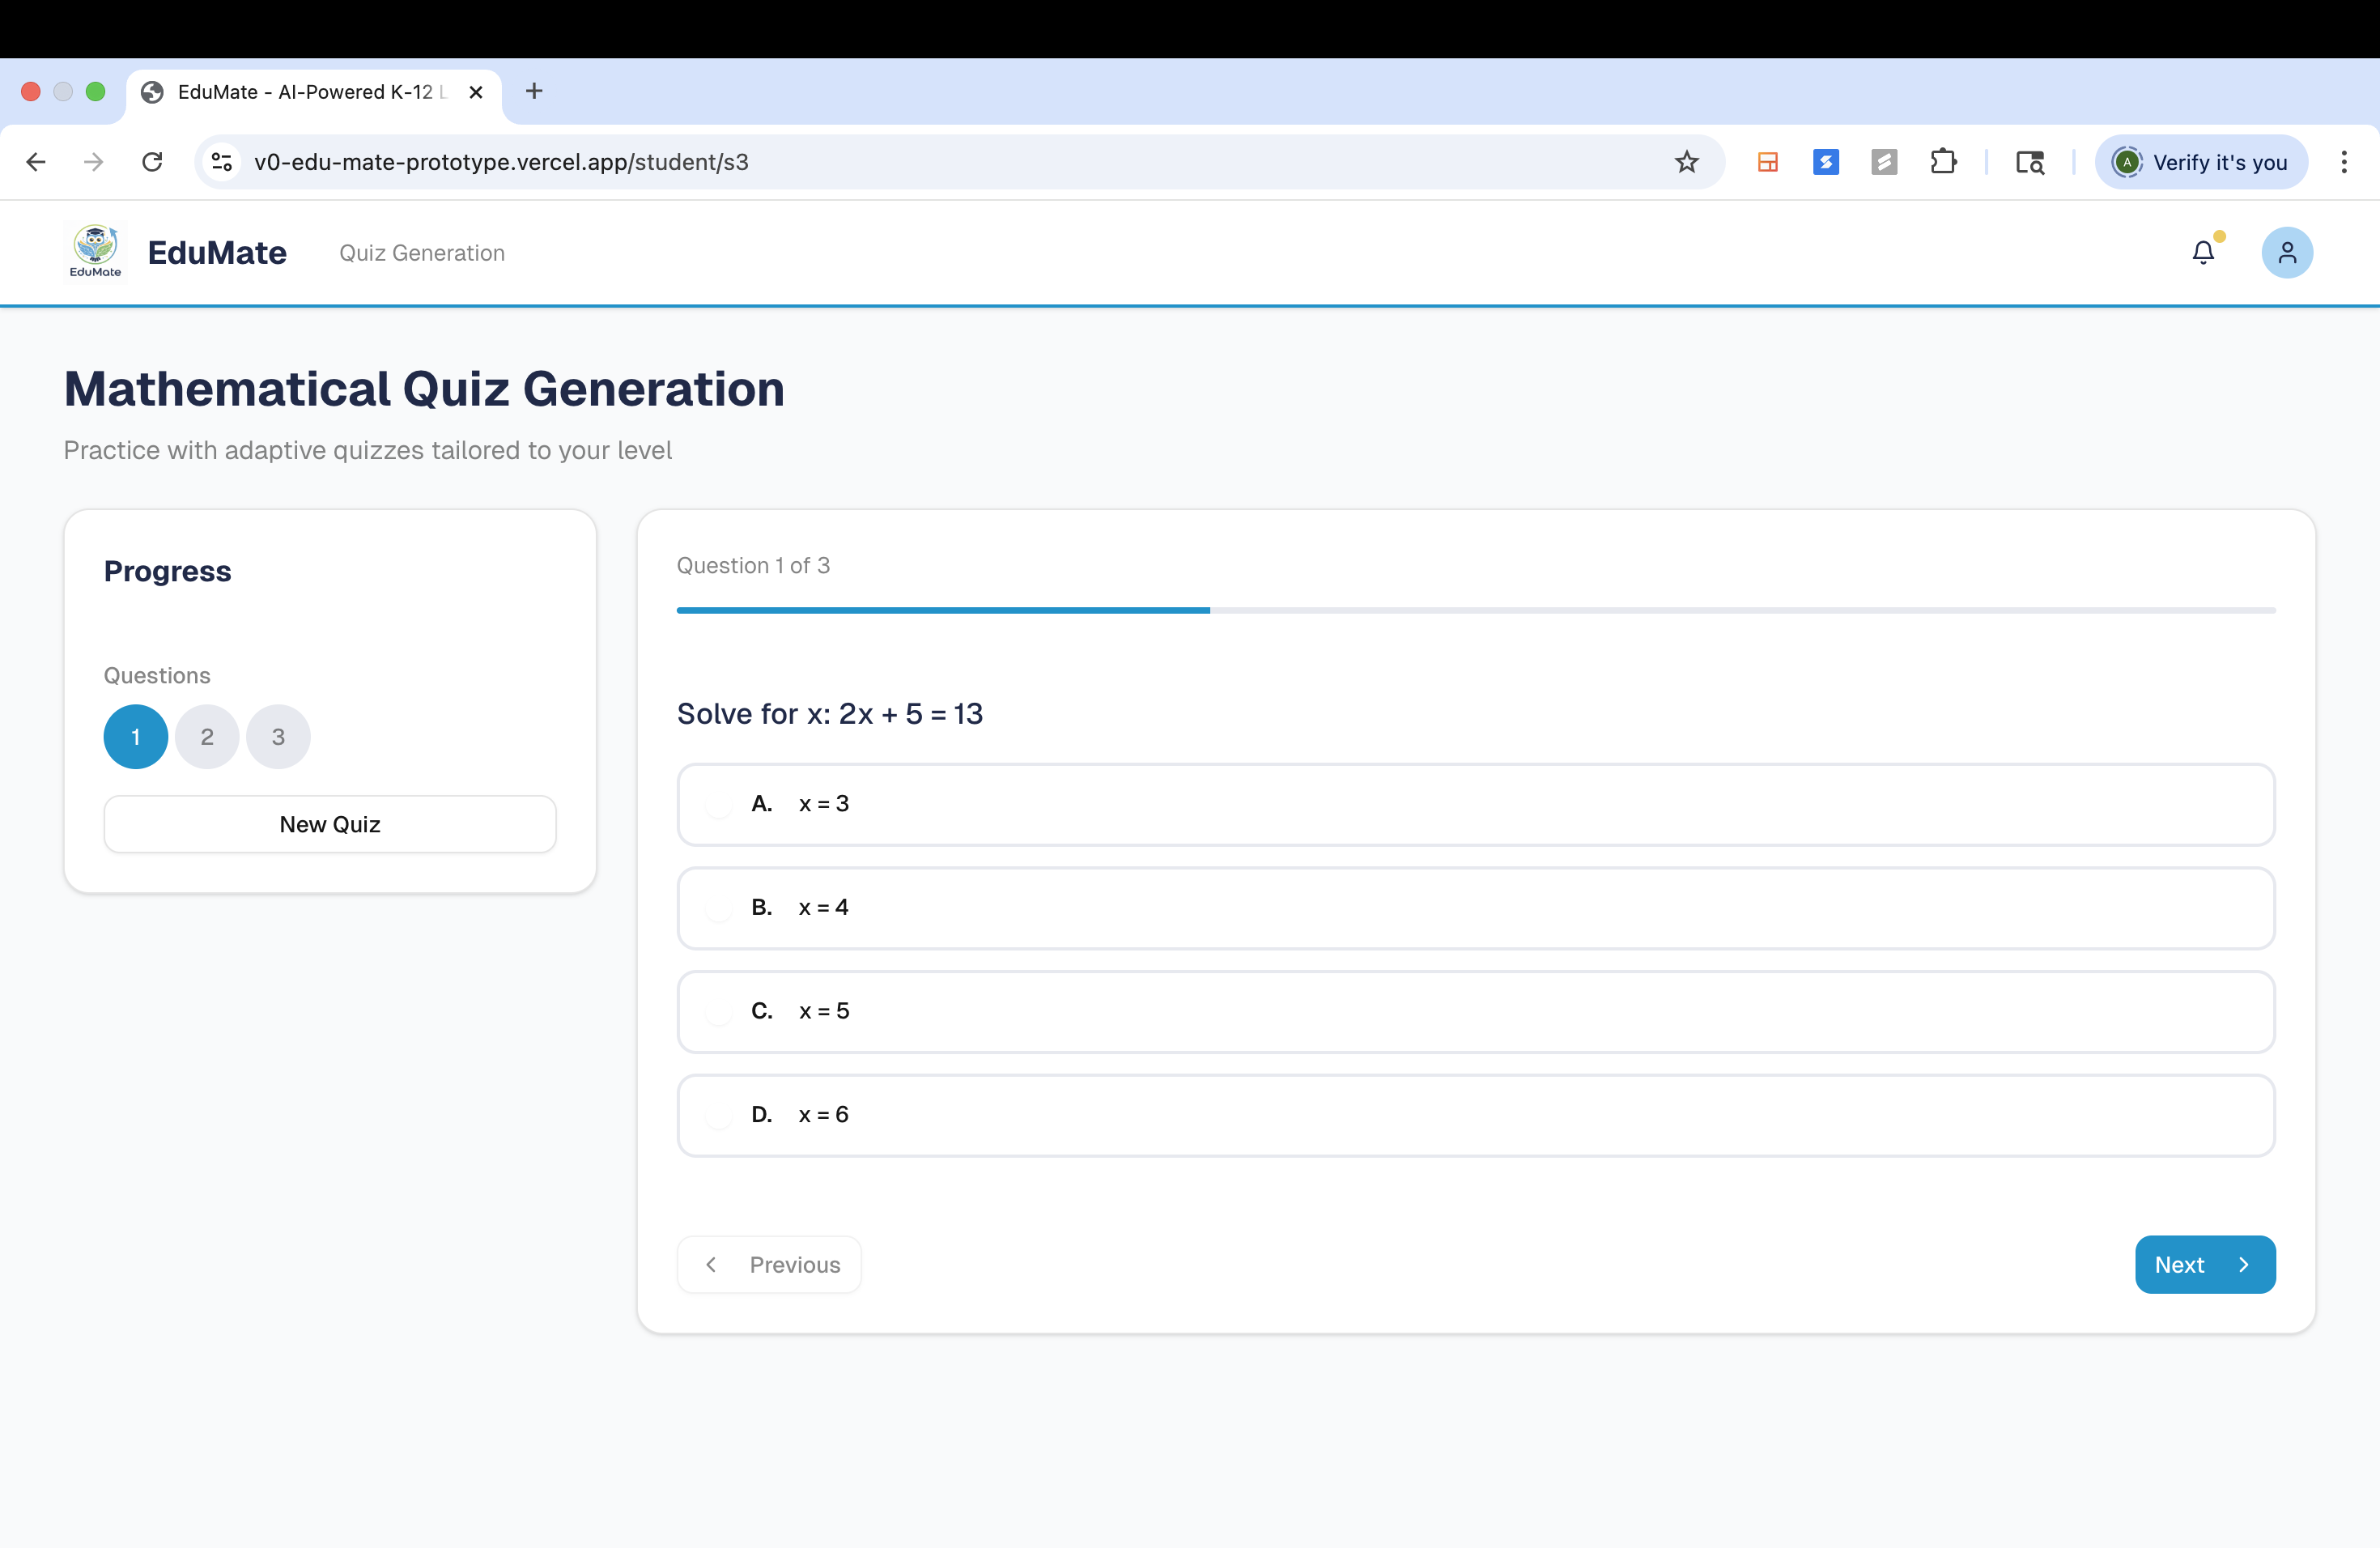 EduMate - AI-Powered K-12 L
v0-edu-mate-prototype.vercel.app/student/s3
A
Verify it's you
EduMate
EduMate
Quiz Generation
Mathematical Quiz Generation
Practice with adaptive quizzes tailored to your level
Progress
Questions
1 2 3
New Quiz
Question 1 of 3
Solve for x: 2x + 5 = 13
A. x = 3
B. x = 4
C. x = 5
D. x = 6
Previous
Next